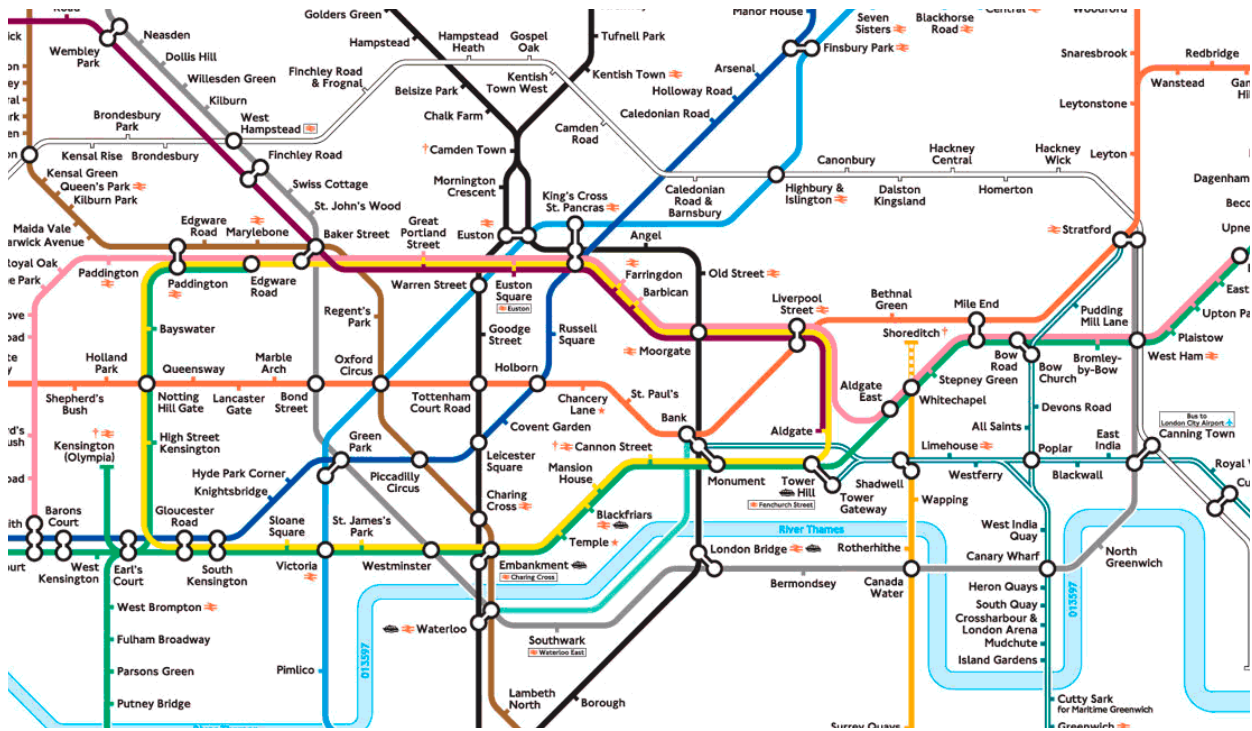 Golders Green
Manor House
Seven
Sisters
Blackhorse
Road
Central
Woodford
Road
Neasden
Hampstead
Hampstead
Heath
Gospel
Oak
Tufnell Park
Finsbury Park
Snaresbrook
Redbridge
Wembley
Park
Dollis Hill
Willesden Green
Kilburn
Finchley Road
& Frognal
Belsize Park
Kentish
Town West
Kentish Town
Arsenal
Holloway Road
Caledonian Road
Wanstead
Leytonstone
Brondesbury
Park
West
Hampstead
Chalk Farm
Camden
Road
Leyton
Kensal Rise
Brondesbury
Finchley Road
†Camden Town
Canonbury
Hackney
Central
Hackney
Wick
Kensal Green
Queen's Park
Kilburn Park
Swiss Cottage
St. John's Wood
Mornington
Crescent
King's Cross
St. Pancras
Caledonian
Road &
Barnsbury
Highbury &
Islington
Dalston
Kingsland
Homerton
Dagenham
Beco
Maida Vale
arwick Avenue
Edgware
Road
Marylebone
Baker Street
Great
Portland
Street
Euston
Angel
Stratford
Upne
Royal Oak
e Park
Paddington
Paddington
Edgware
Road
Warren Street
Euston
Square
Euston
Farringdon
Barbican
Old Street
East
Upton Pa
Bayswater
Regent's
Park
Goodge
Street
Russell
Square
Moorgate
Liverpool
Street
Bethnal
Green
Shoreditch†
Mile End
Pudding
Mill Lane
Plaistow
West Ham
Holland
Park
Queensway
Marble
Arch
Oxford
Circus
Holborn
Bow
Road
Bow
Church
Bromley-
by-Bow
Shepherd's
Bush
Notting
Hill Gate
Lancaster
Gate
Bond
Street
Tottenham
Court Road
Chancery
Lane
St. Paul's
Aldgate
East
Stepney Green
Whitechapel
Devons Road
Kensington
(Olympia)
High Street
Kensington
Green
Park
Covent Garden
Bank
Aldgate
All Saints
East
India
Bus to
London City Airport
Canning Town
Hyde Park Corner
Knightsbridge
Piccadilly
Circus
Leicester
Square
Cannon Street
Mansion
House
Monument
Tower
Hill
Fenchurch Street
Tower
Gateway
Shadwell
Limehouse
Westferry
Poplar
Blackwall
Royal V
Cu
Barons
Court
Gloucester
Road
Sloane
Square
St. James's
Park
Charing
Cross
Blackfriars
Temple
River Thames
Wapping
West India
Quay
West
Kensington
Earl's
Court
South
Kensington
Victoria
Westminster
Embankment
Charing Cross
London Bridge
Rotherhithe
Canary Wharf
North
Greenwich
Bermondsey
Canada
Water
Heron Quays
West Brompton
South Quay
Crossharbour &
London Arena
Mudchute
Island Gardens
013597
Fulham Broadway
Waterloo
Southwark
Waterloo East
Parsons Green
Pimlico
013597
Lambeth
North
Borough
Putney Bridge
Cutty Sark
for Maritime Greenwich
Surrey Quays
Greenwich